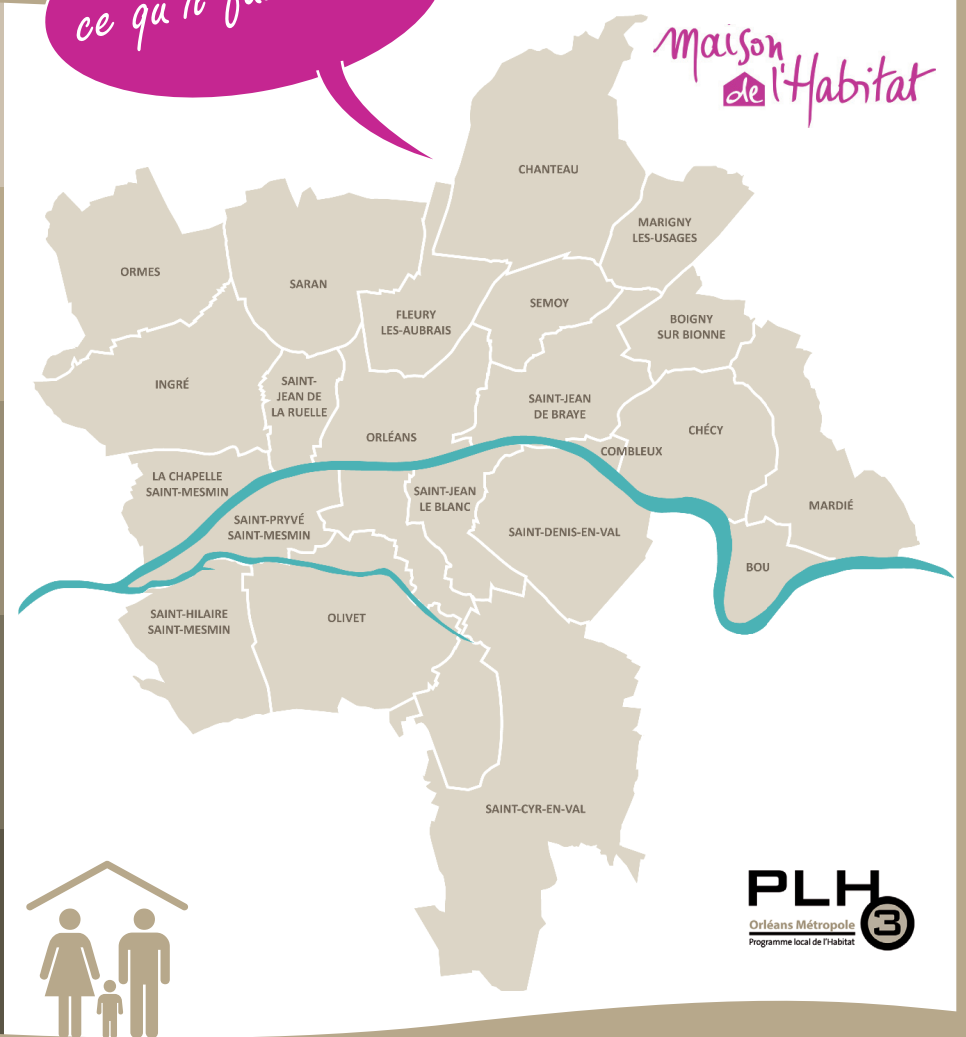 ce qu'il
Maison
de l'Habitat
CHANTEAU
MARIGNY
LES-USAGES
ORMES
SARAN
SEMOY
FLEURY
LES-AUBRAIS
BOIGNY
SUR BIONNE
INGRÉ
SAINT-
JEAN DE
LA RUELLE
SAINT-JEAN
DE BRAYE
ORLÉANS
CHÉCY
COMBLEUX
LA CHAPELLE
SAINT-MESMIN
SAINT-JEAN
LE BLANC
MARDIÉ
SAINT-PRYVÉ
SAINT-MESMIN
SAINT-DENIS-EN-VAL
BOU
SAINT-HILAIRE
SAINT-MESMIN
OLIVET
SAINT-CYR-EN-VAL
PLH
3
Orléans Métropole
Programme local de l'Habitat